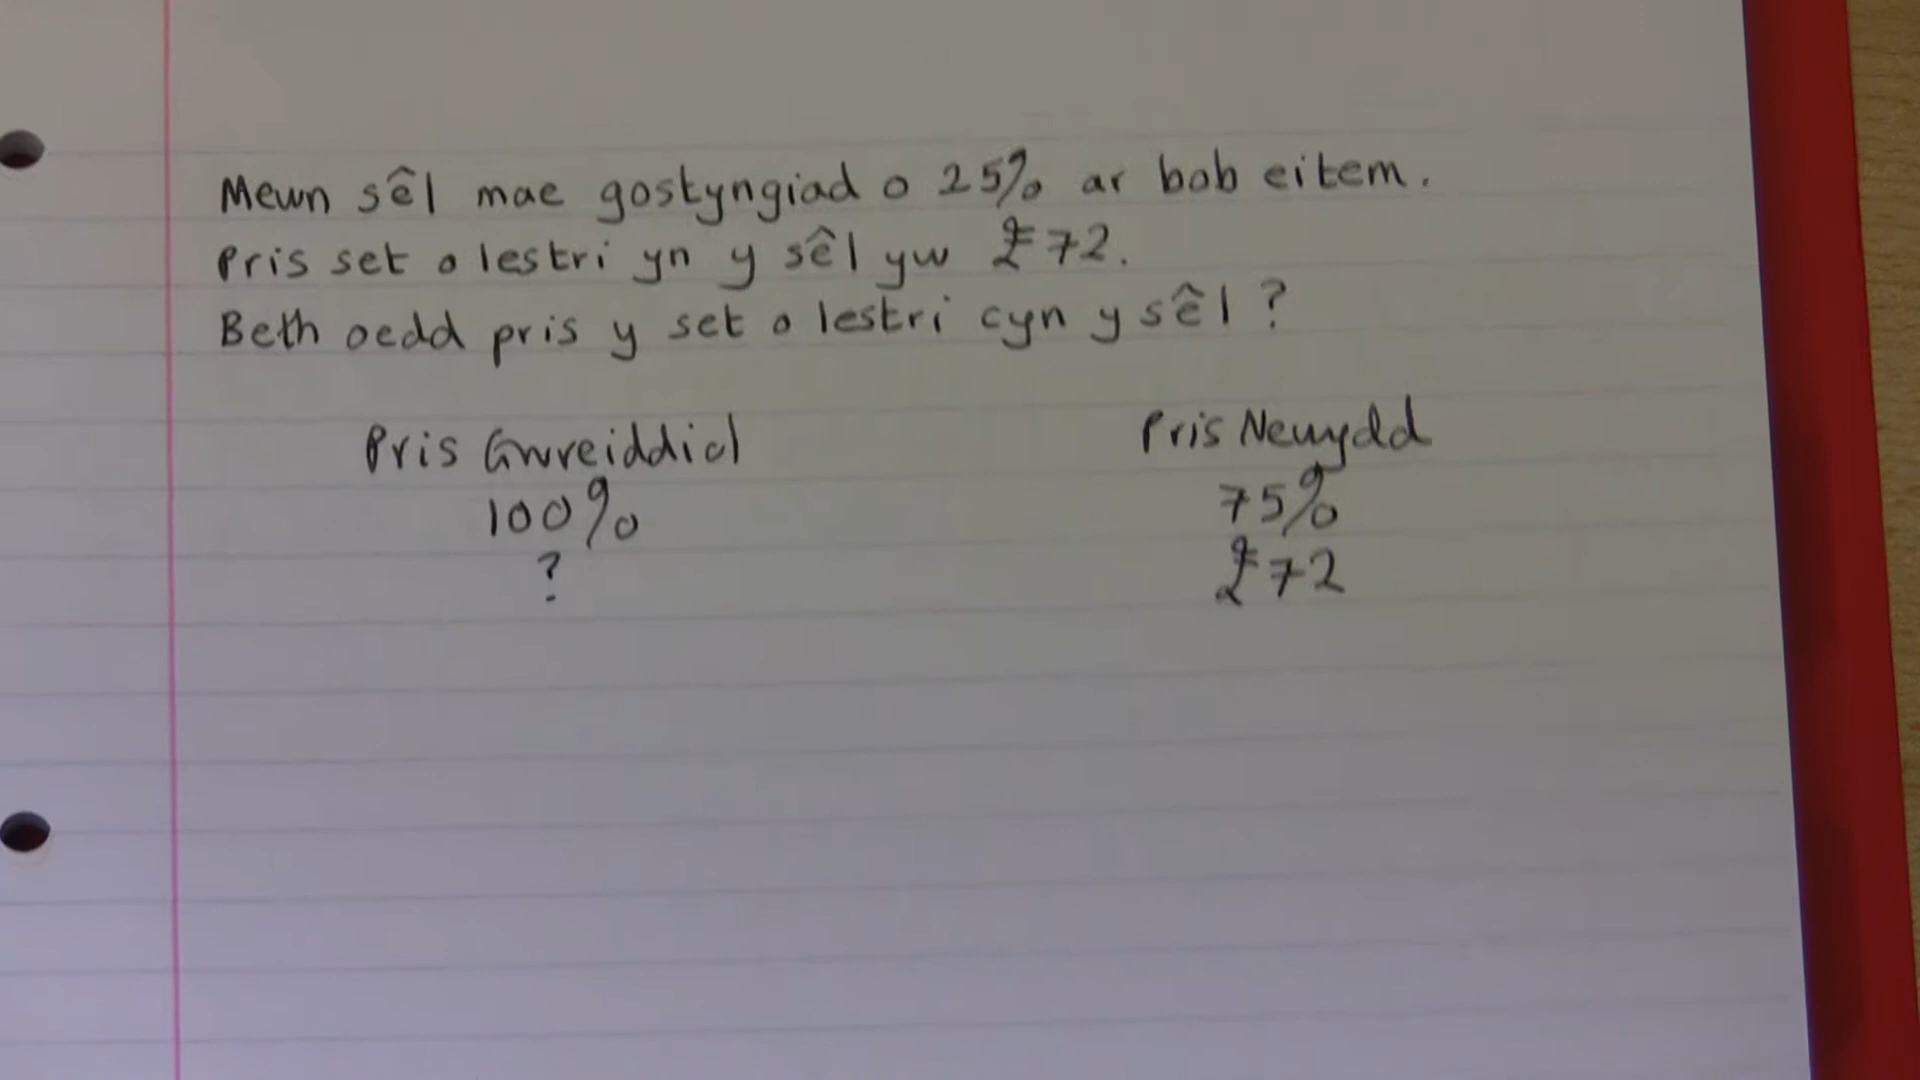 Mewn sêl mae gostyngiad o 25% ar bob eitem.
Pris set o lestri yn y sêl yw £72.
Beth oedd pris y set o lestri cyn y sêl?
Pris Gwreiddiol Pris Newydd
100% 75%
? £72